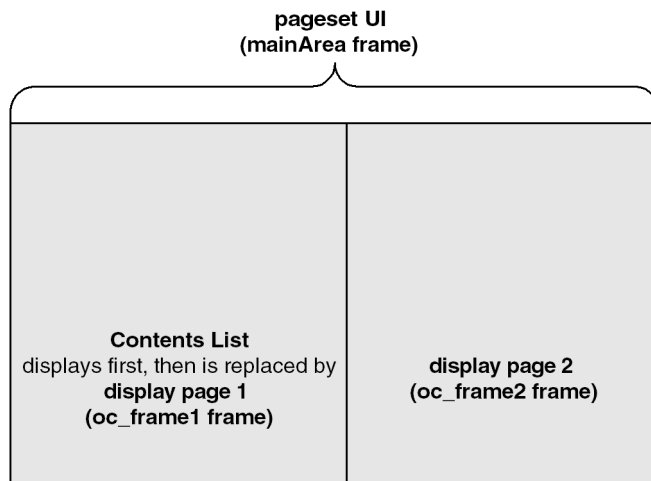 pageset UI
(mainArea frame)
Contents List
displays first, then is replaced by
display page 1
(oc_frame1 frame)
display page 2
(oc_frame2 frame)